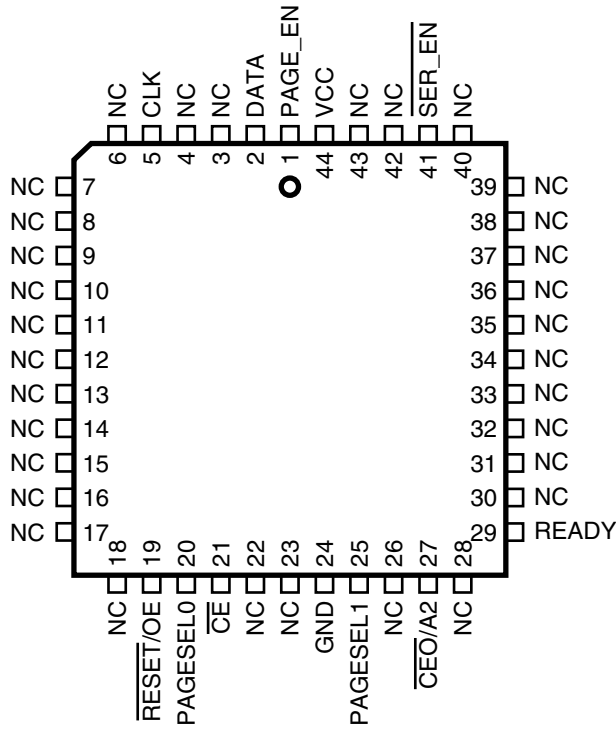 NC CLK NC NC DATA PAGE_EN VCC NC NC SER_EN NC
6 5 4 3 2 1 44 43 42 41 40
NC 7 39 NC
NC 8 38 NC
NC 9 37 NC
NC 10 36 NC
NC 11 35 NC
NC 12 34 NC
NC 13 33 NC
NC 14 32 NC
NC 15 31 NC
NC 16 30 NC
NC 17 29 READY
18 19 20 21 22 23 24 25 26 27 28
NC RESET/OE PAGESEL0 CE NC NC GND PAGESEL1 NC CEO/A2 NC